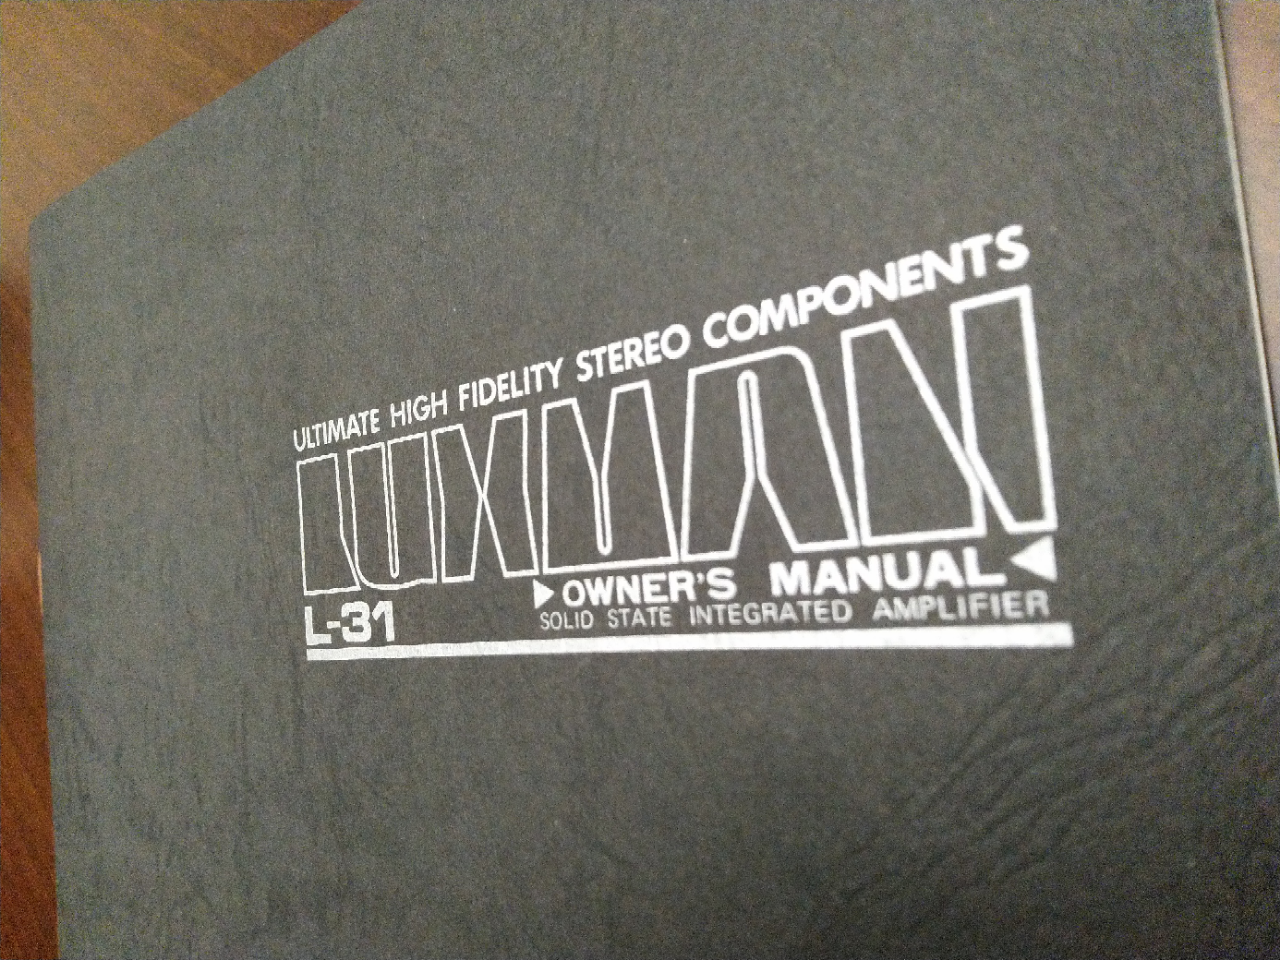 ULTIMATE HIGH FIDELITY STEREO COMPONENTS
LUXMAN
OWNER'S MANUAL
L-31
SOLID STATE INTEGRATED AMPLIFIER